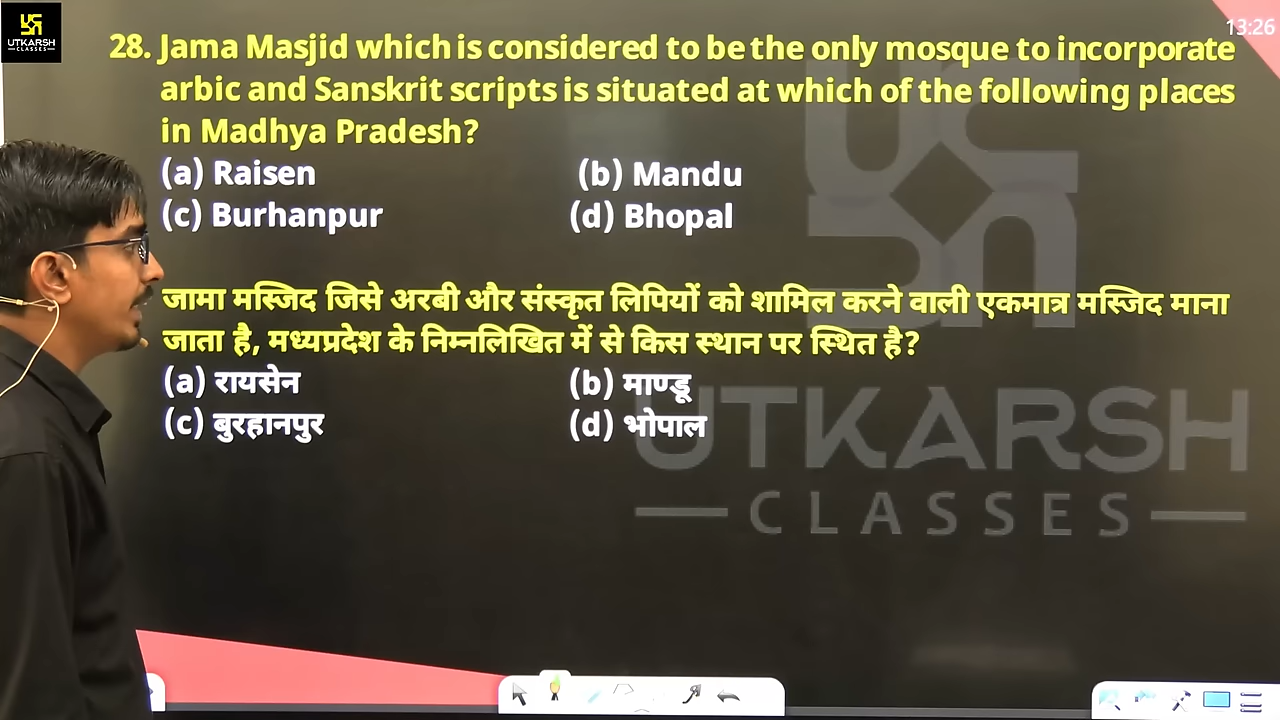 UTKARSH
CLASSES
13:26
28. Jama Masjid which is considered to be the only mosque to incorporate
arbic and Sanskrit scripts is situated at which of the following places
in Madhya Pradesh?
(a) Raisen (b) Mandu
(c) Burhanpur (d) Bhopal
जामा मस्जिद जिसे अरबी और संस्कृत लिपियों को शामिल करने वाली एकमात्र मस्जिद माना
जाता है, मध्यप्रदेश के निम्नलिखित में से किस स्थान पर स्थित है?
(a) रायसेन (b) माण्डू
(c) बुरहानपुर (d) भोपाल
UTKARSH
CLASSES